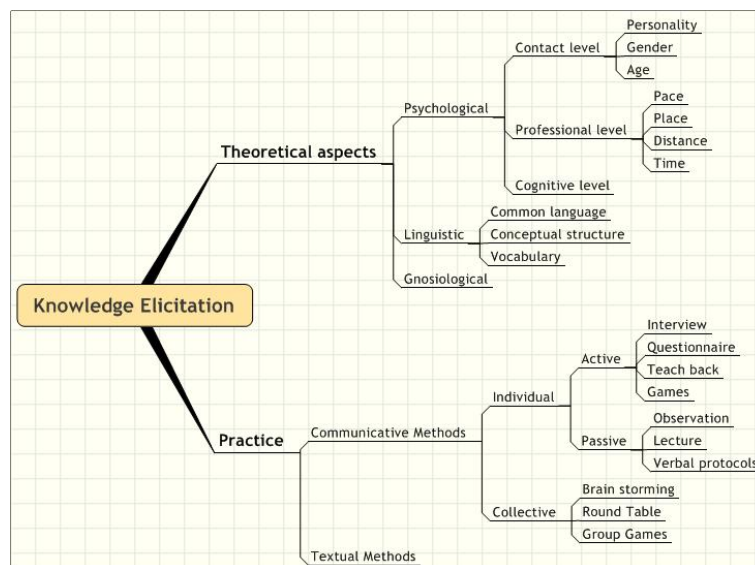 Knowledge Elicitation
Theoretical aspects
Psychological
Contact level
Personality
Gender
Age
Professional level
Pace
Place
Distance
Time
Cognitive level
Linguistic
Common language
Conceptual structure
Vocabulary
Gnosiological
Practice
Communicative Methods
Individual
Active
Interview
Questionnaire
Teach back
Games
Passive
Observation
Lecture
Verbal protocols
Collective
Brain storming
Round Table
Group Games
Textual Methods